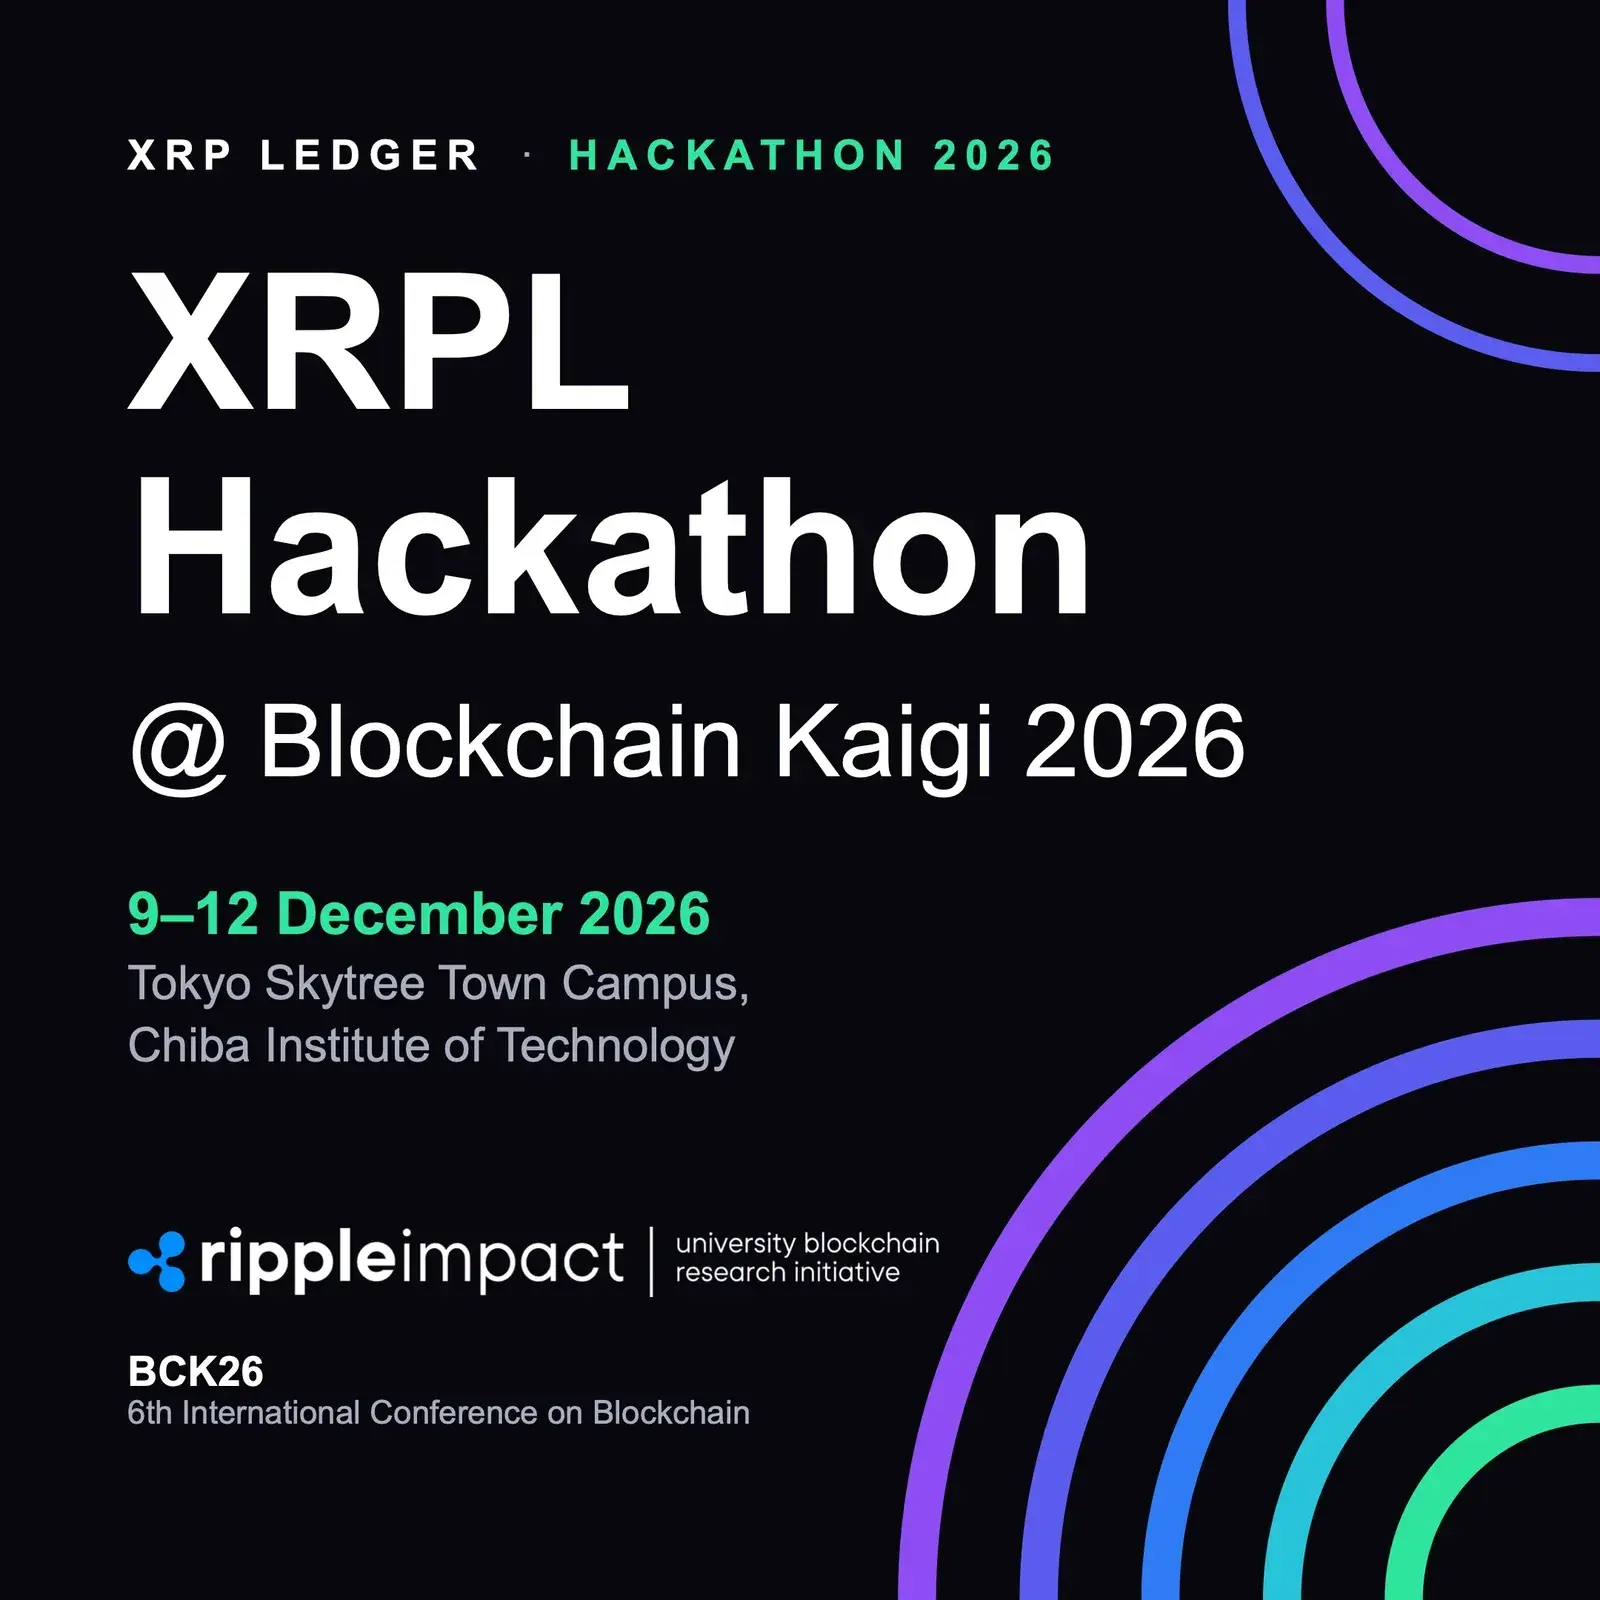 XRP LEDGER · HACKATHON 2026
XRPL
Hackathon
@ Blockchain Kaigi 2026
9–12 December 2026
Tokyo Skytree Town Campus,
Chiba Institute of Technology
rippleimpact | university blockchain
research initiative
BCK26
6th International Conference on Blockchain